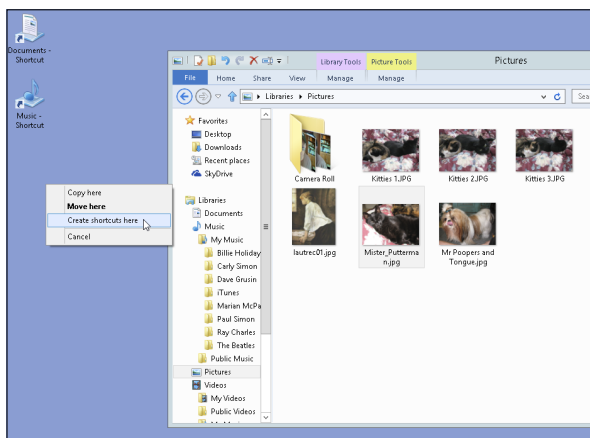 Documents -
Shortcut
Music -
Shortcut
Copy here
Move here
Create shortcuts here
Cancel
Library Tools
Picture Tools
Pictures
File
Home
Share
View
Manage
Manage
Libraries
Pictures
Sea
Favorites
Desktop
Downloads
Recent places
SkyDrive
Libraries
Documents
Music
My Music
Billie Holiday
Carly Simon
Dave Grusin
iTunes
Marian McPa
Paul Simon
Ray Charles
The Beatles
Public Music
Pictures
Videos
My Videos
Public Videos
Camera Roll
Kitties 1.JPG
Kitties 2.JPG
Kitties 3.JPG
lautrec01.jpg
Mister_Putterma
n.jpg
Mr Poopers and
Tongue.jpg